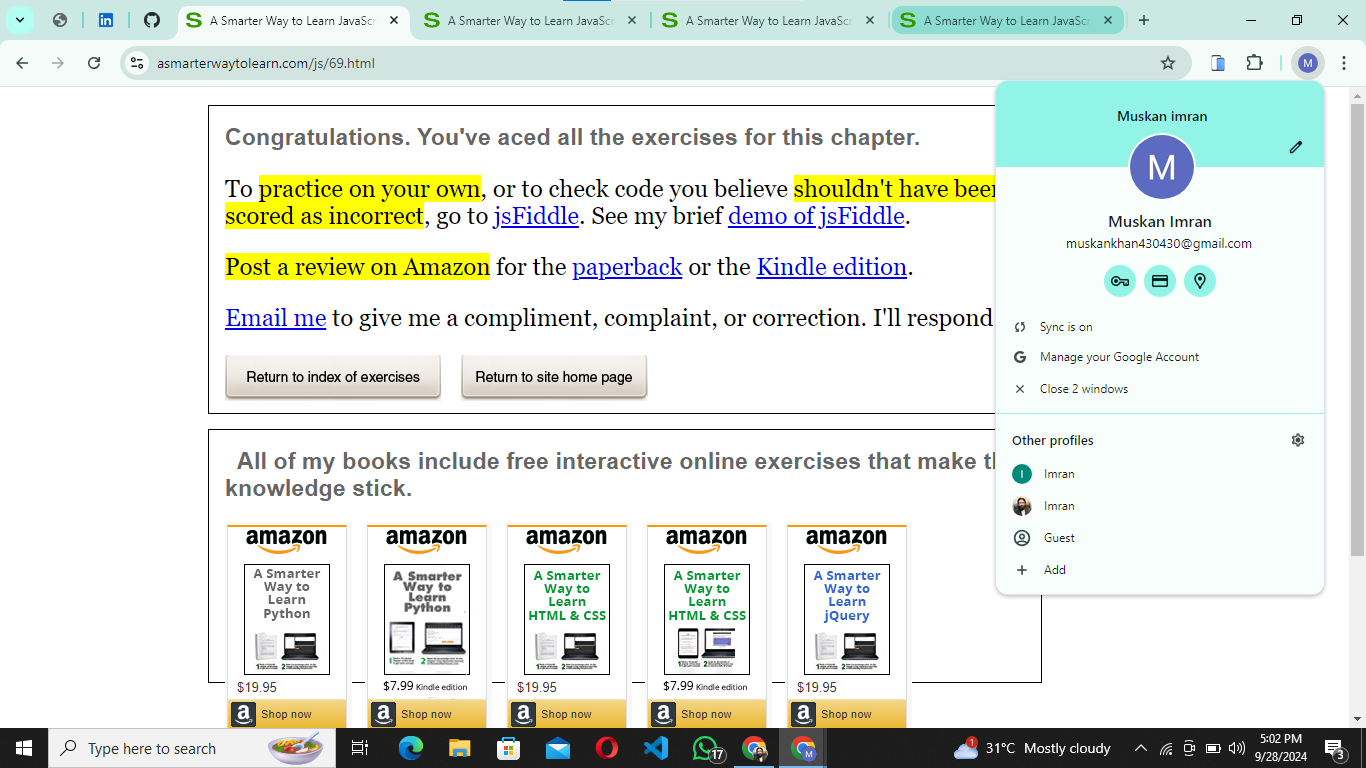 A Smarter Way to Learn JavaScr
A Smarter Way to Learn JavaScr
A Smarter Way to Learn JavaScr
A Smarter Way to Learn JavaScr
asmarterwaytolearn.com/js/69.html
M
Congratulations. You've aced all the exercises for this chapter.
To practice on your own, or to check code you believe shouldn't have been
scored as incorrect, go to jsFiddle. See my brief demo of jsFiddle.
Post a review on Amazon for the paperback or the Kindle edition.
Email me to give me a compliment, complaint, or correction. I'll respond
Return to index of exercises
Return to site home page
All of my books include free interactive online exercises that make th
knowledge stick.
amazon
A Smarter
Way to
Learn
Python
$19.95
Shop now
amazon
A Smarter
Way to
Learn
Python
$7.99 Kindle edition
Shop now
amazon
A Smarter
Way to
Learn
HTML & CSS
$19.95
Shop now
amazon
A Smarter
Way to
Learn
HTML & CSS
$7.99 Kindle edition
Shop now
amazon
A Smarter
Way to
Learn
jQuery
$19.95
Shop now
Muskan imran
M
Muskan Imran
muskankhan430430@gmail.com
Sync is on
Manage your Google Account
Close 2 windows
Other profiles
I
Imran
Imran
Guest
Add
Type here to search
17
M
1
31°C Mostly cloudy
5:02 PM
9/28/2024
3